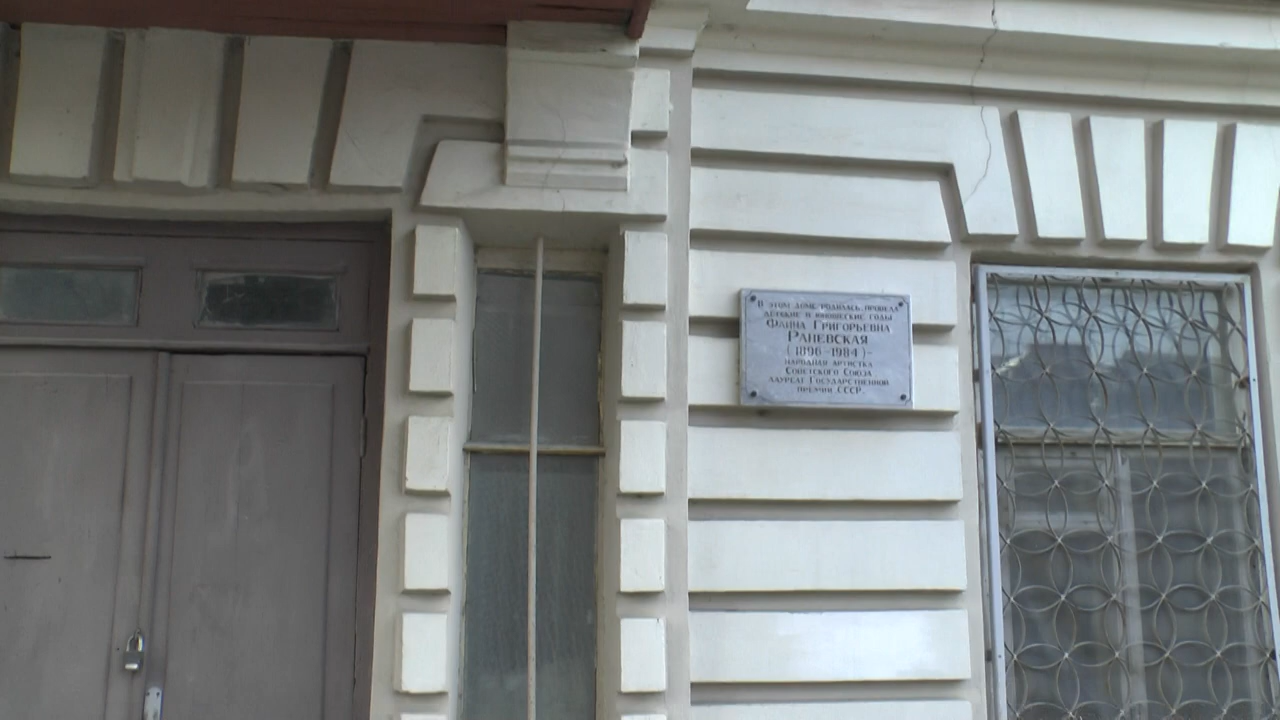 В ЭТОМ ДОМЕ РОДИЛАСЬ, ПРОВЕЛА
ДЕТСКИЕ И ЮНОШЕСКИЕ ГОДЫ
ФАИНА ГРИГОРЬЕВНА
РАНЕВСКАЯ
(1896-1984)-
НАРОДНАЯ АРТИСТКА
СОВЕТСКОГО СОЮЗА,
ЛАУРЕАТ ГОСУДАРСТВЕННОЙ
ПРЕМИИ СССР.